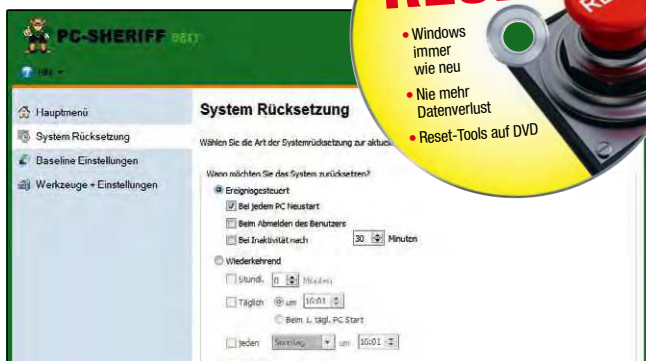 PC-SHERIFF easy
Hilfe
Hauptmenü
System Rücksetzung
Baseline Einstellungen
Werkzeuge + Einstellungen
System Rücksetzung
Wählen Sie die Art der Systemrücksetzung zur
Wann möchten Sie das System zurücksetzen?
Ereignisgesteuert
Bei jedem PC Neustart
Beim Abmelden des Benutzers
Bei Inaktivität nach 30 Minuten
Wiederkehrend
Stündl. 0 Minuten
Täglich um 16:01
Beim 1. tägl. PC Start
jeden Sonntag um 16:01
• Windows
immer
wie neu
• Nie mehr
Datenverlust
• Reset-Tools auf DVD